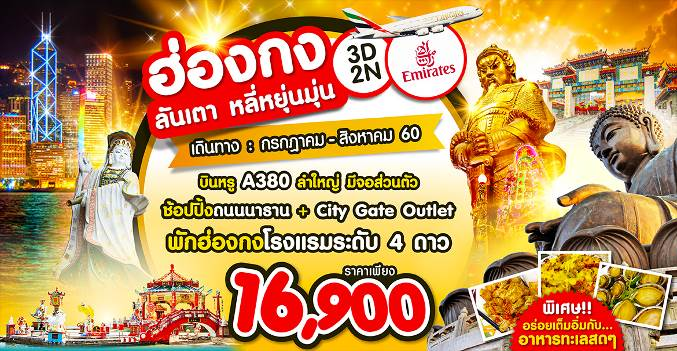 ฮ่องกง
ลันเตา หลี่หยุ่นมุ่น
3D
2N
Emirates
เดินทาง : กรกฎาคม - สิงหาคม 60
บินหรู A380 ลำใหญ่ มีจอส่วนตัว
ช้อปปิ้งถนนนาธาน + City Gate Outlet
พักฮ่องกงโรงแรมระดับ 4 ดาว
ราคาเพียง
16,900
พิเศษ!!
อร่อยเต็มอิ่มกับ...
อาหารทะเลสดๆ